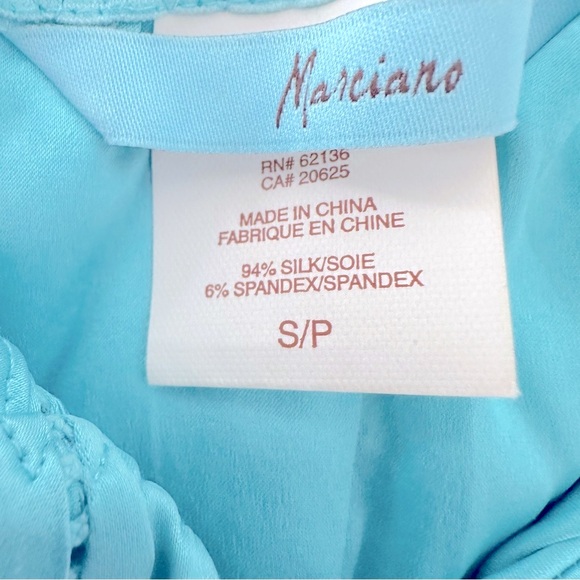 Marciano
RN# 62136
CA# 20625
MADE IN CHINA
FABRIQUE EN CHINE
94% SILK/SOIE
6% SPANDEX/SPANDEX
S/P